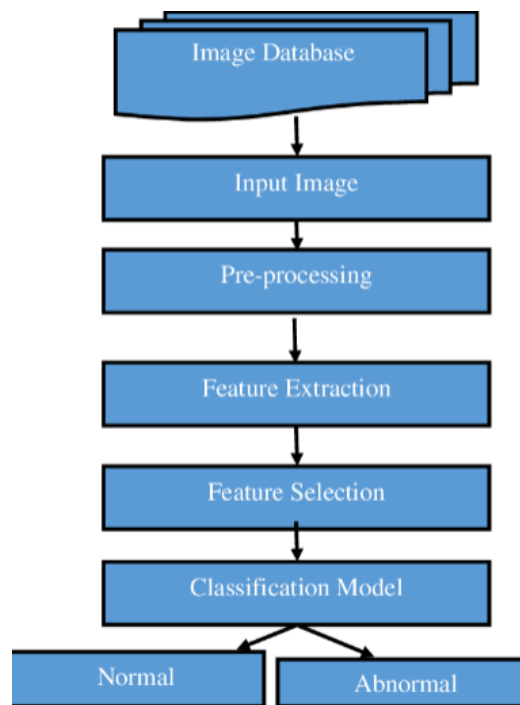 Image Database
Input Image
Pre-processing
Feature Extraction
Feature Selection
Classification Model
Normal
Abnormal